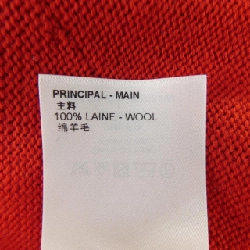 PRINCIPAL - MAIN
主料
100% LAINE - WOOL
绵羊毛